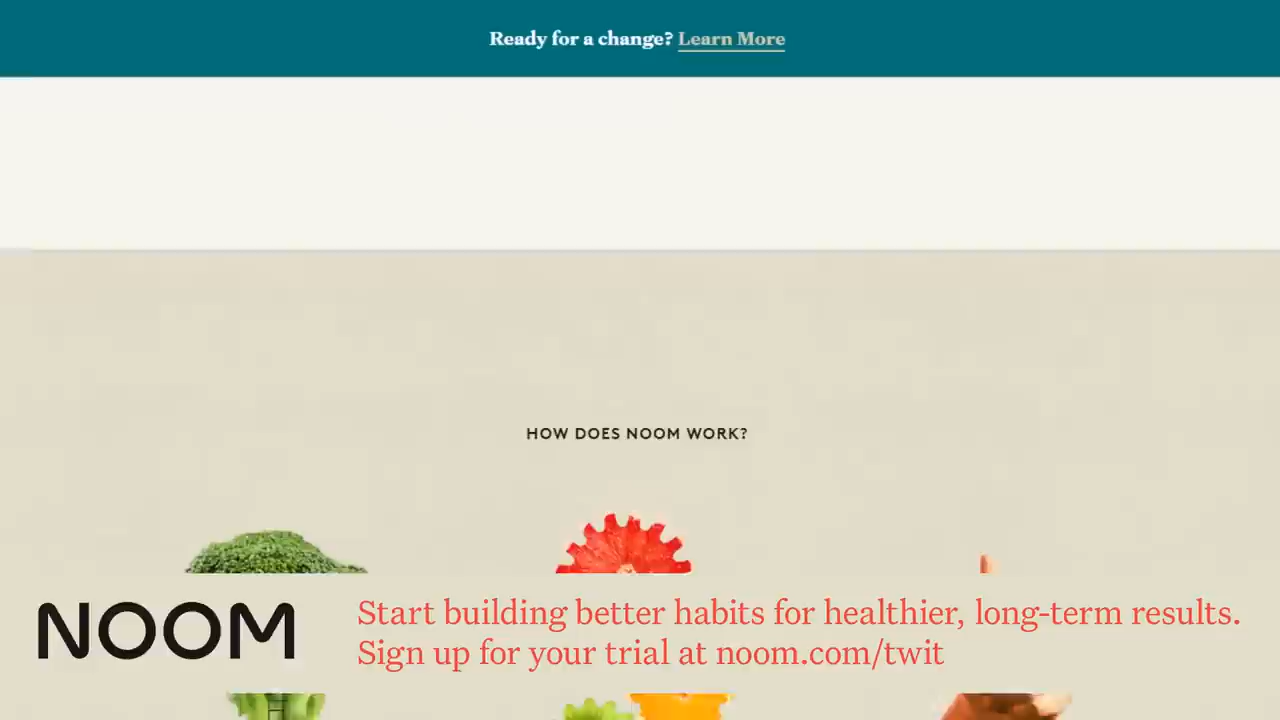 Ready for a change? Learn More
HOW DOES NOOM WORK?
NOOM
Start building better habits for healthier, long-term results.
Sign up for your trial at noom.com/twit